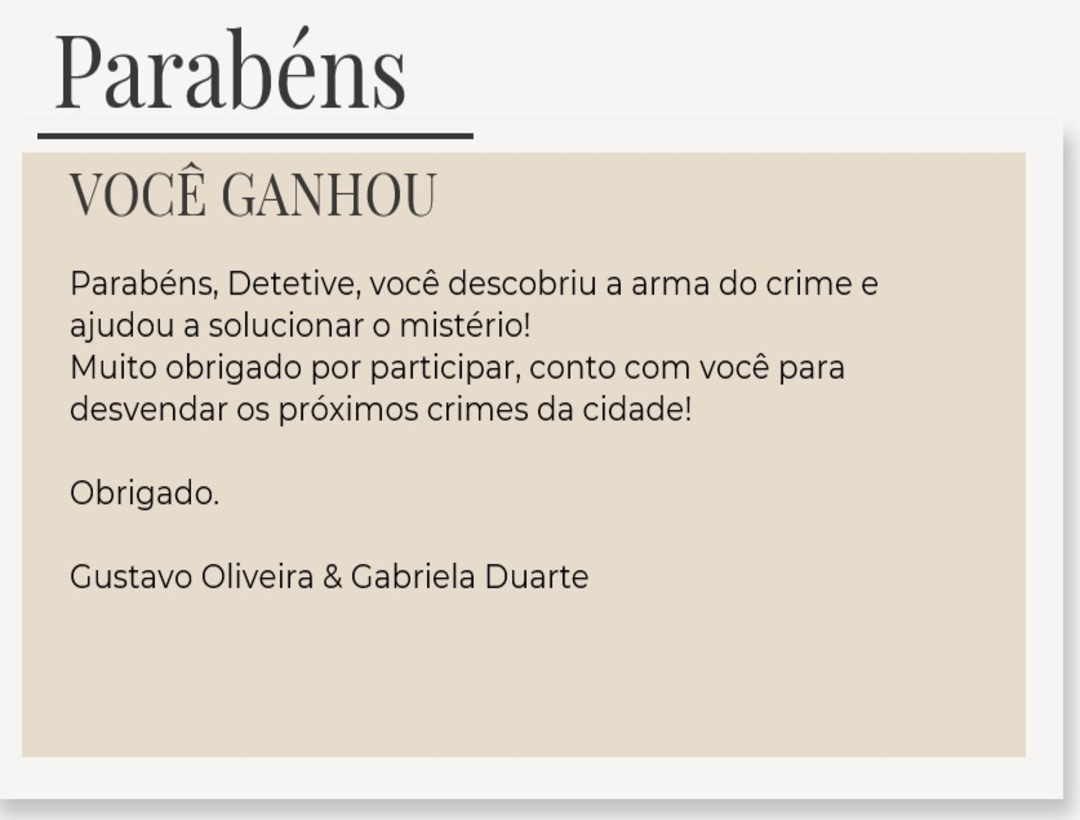 Parabéns
VOCÊ GANHOU
Parabéns, Detetive, você descobriu a arma do crime e
ajudou a solucionar o mistério!
Muito obrigado por participar, conto com você para
desvendar os próximos crimes da cidade!
Obrigado.
Gustavo Oliveira & Gabriela Duarte